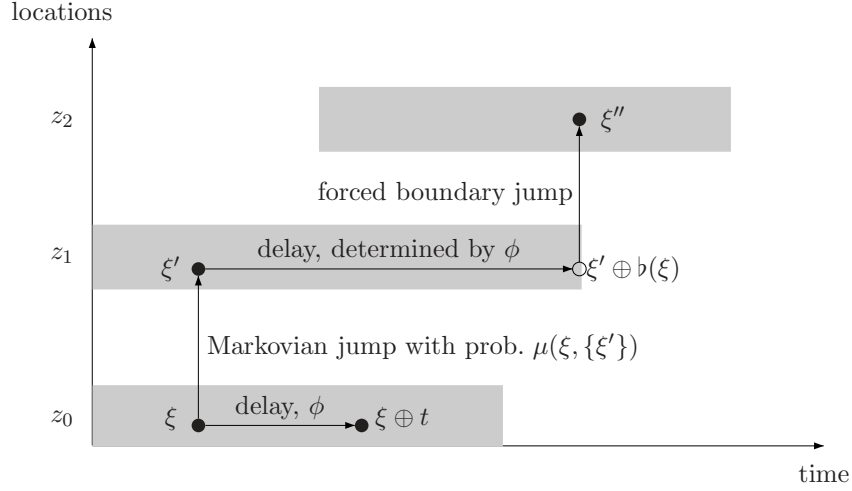 locations
z₂
ξ″
forced boundary jump
z₁
ξ′
delay, determined by ϕ
ξ′ ⊕ ♭(ξ)
Markovian jump with prob. μ(ξ, {ξ′})
z₀
ξ
delay, ϕ
ξ ⊕ t
time